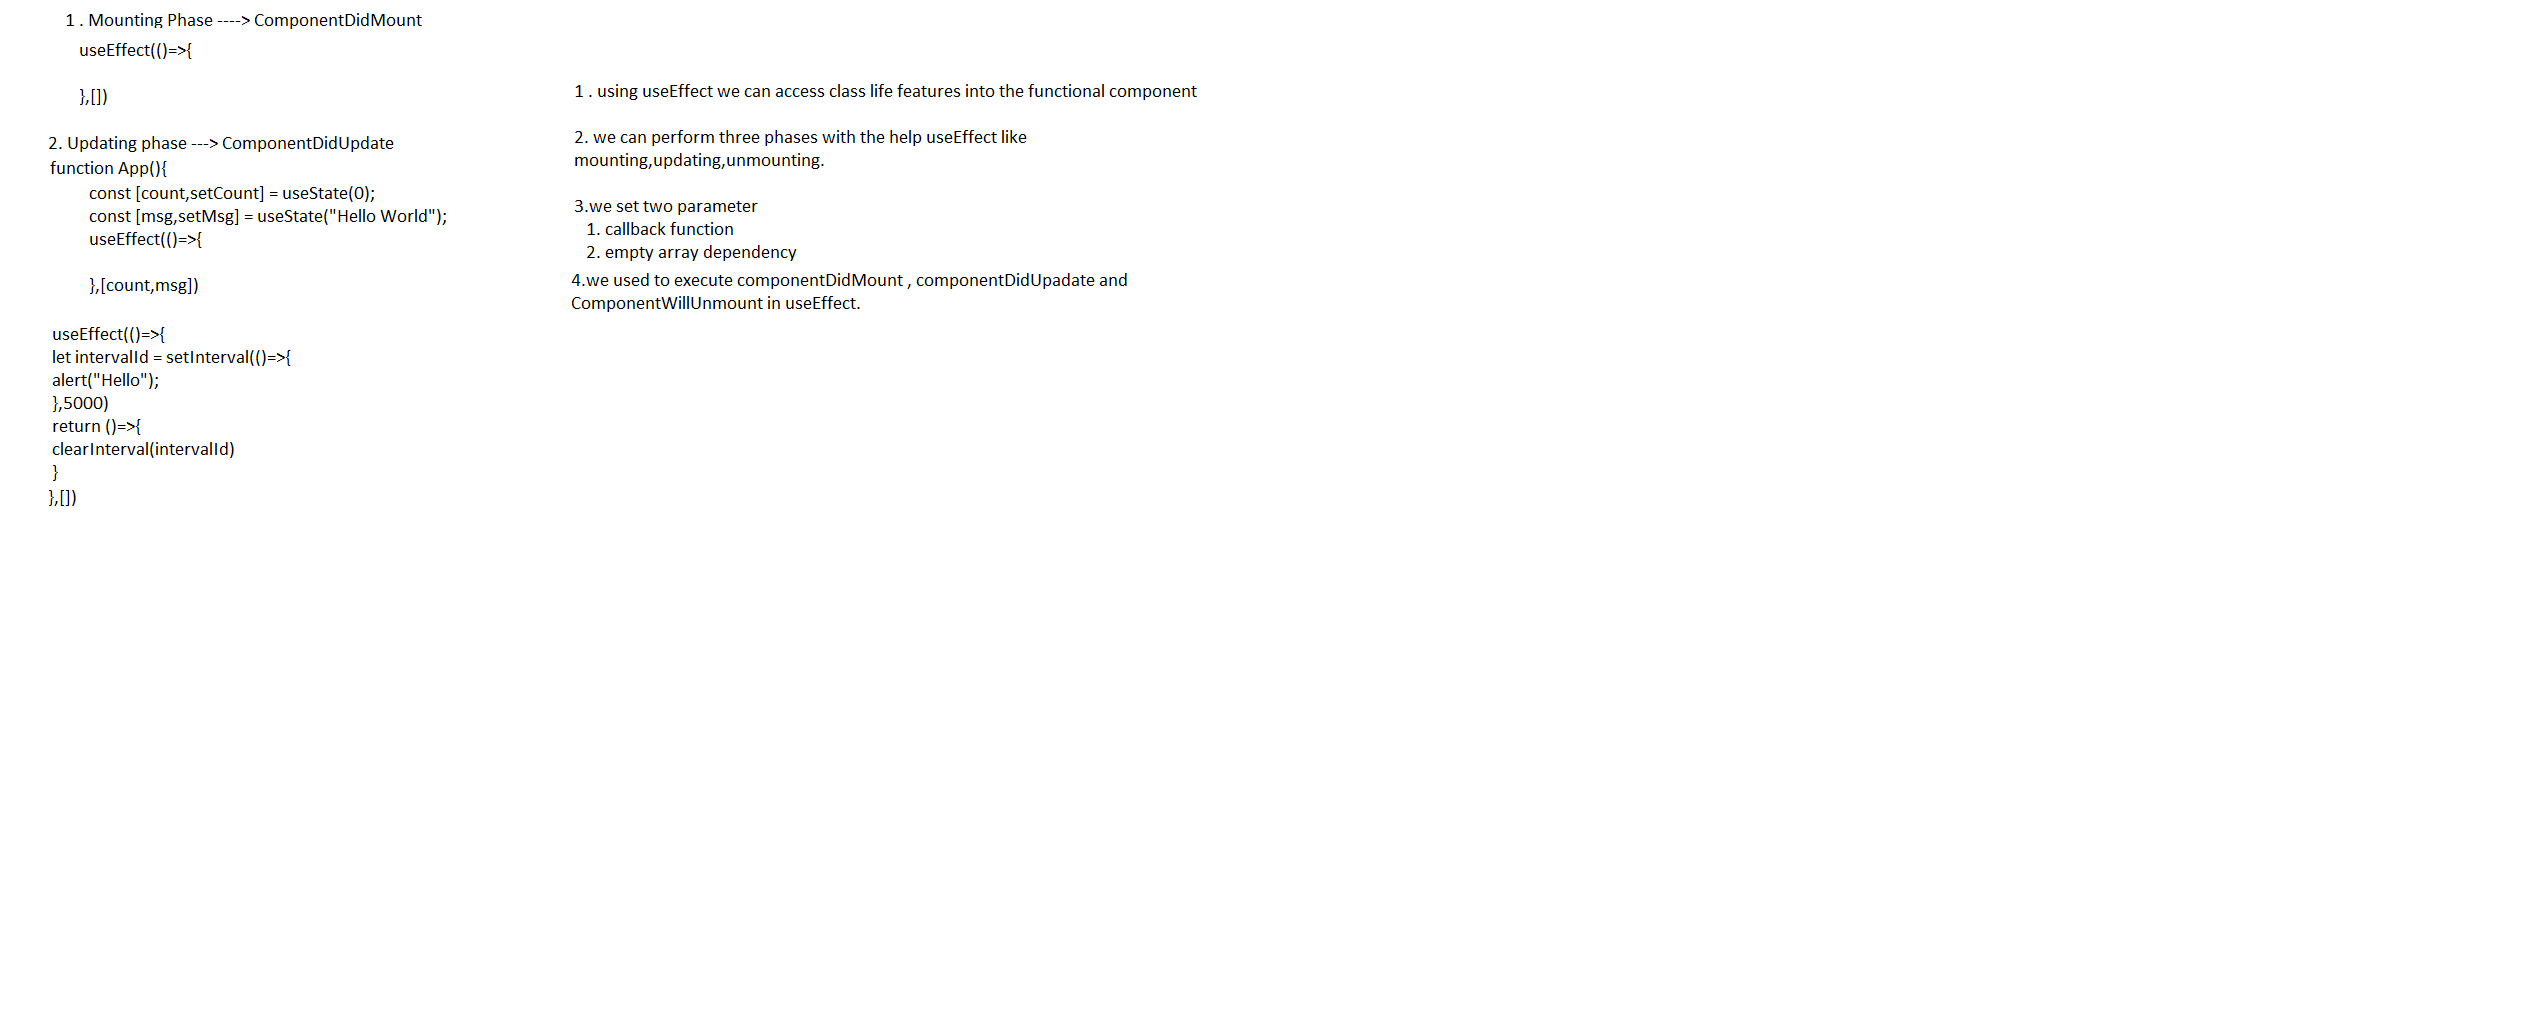 1 . Mounting Phase ----> ComponentDidMount
useEffect(()=>{
},[])
2. Updating phase ---> ComponentDidUpdate
function App(){
const [count,setCount] = useState(0);
const [msg,setMsg] = useState("Hello World");
useEffect(()=>{
},[count,msg])
useEffect(()=>{
let intervalId = setInterval(()=>{
alert("Hello");
},5000)
return ()=>{
clearInterval(intervalId)
}
},[])
1 . using useEffect we can access class life features into the functional component
2. we can perform three phases with the help useEffect like
mounting,updating,unmounting.
3.we set two parameter
1. callback function
2. empty array dependency
4.we used to execute componentDidMount , componentDidUpadate and
ComponentWillUnmount in useEffect.